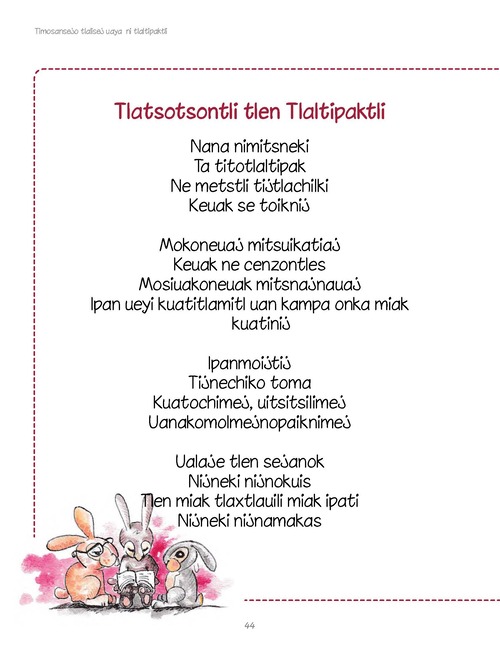 Timosansejo tlalisej uaya ni tlaltipaktli
Tlatsotsontli tlen Tlaltipaktli
Nana nimitsneki
Ta titotlaltipak
Ne metstli tijtlachilki
Keuak se toiknij
Mokoneuaj mitsuikatiaj
Keuak ne cenzontles
Mosiuakoneuak mitsnajnauaj
Ipan ueyi kuatitlamitl uan kampa onka miak
kuatinij
Ipanmoijtij
Tijnechiko toma
Kuatochimej, uitsitsilimej
Uanakomolmejnopaiknimej
Ualaje tlen sejanok
Nijneki nijnokuis
Tlen miak tlaxtlauili miak ipati
Nijneki nijnamakas
44